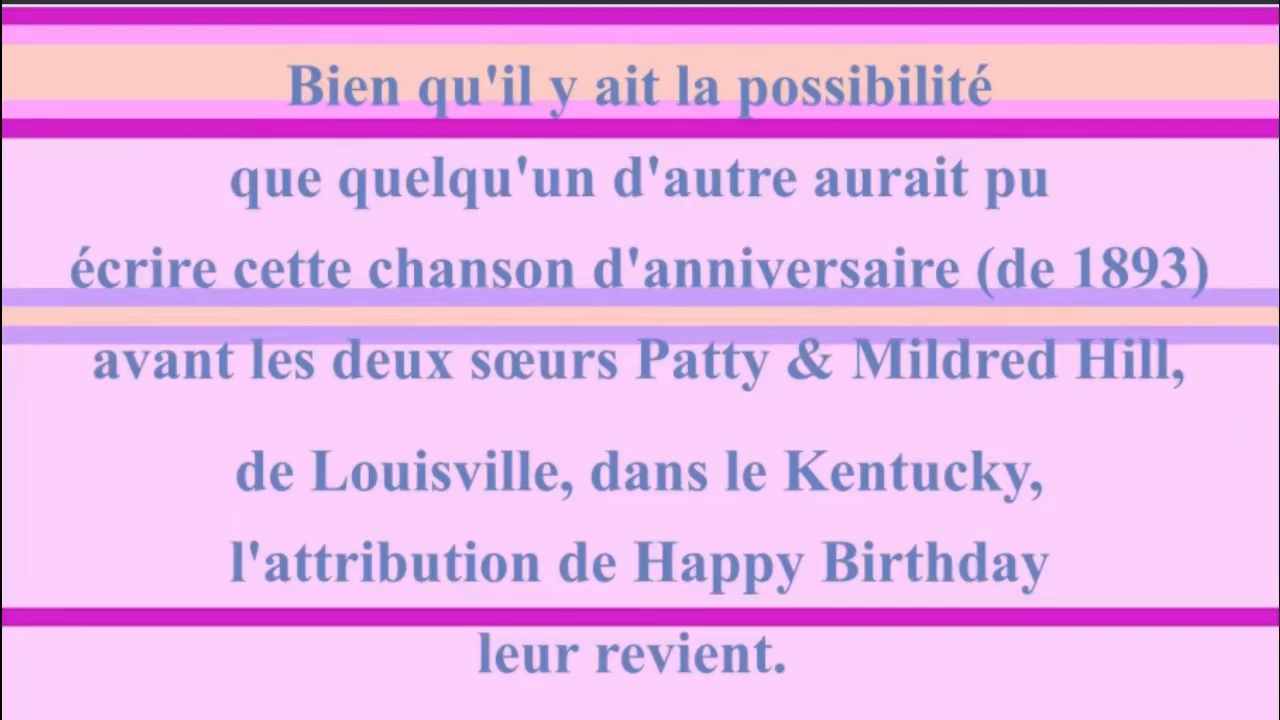 Bien qu'il y ait la possibilité
que quelqu'un d'autre aurait pu
écrire cette chanson d'anniversaire (de 1893)
avant les deux sœurs Patty & Mildred Hill,
de Louisville, dans le Kentucky,
l'attribution de Happy Birthday
leur revient.